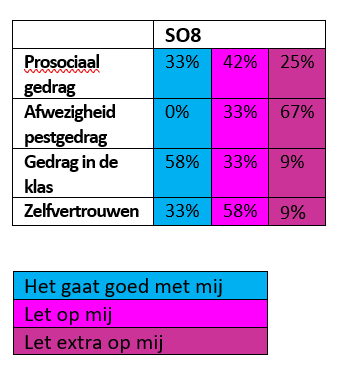 SO8
Prosociaal gedrag 33% 42% 25%
Afwezigheid pestgedrag 0% 33% 67%
Gedrag in de klas 58% 33% 9%
Zelfvertrouwen 33% 58% 9%
Het gaat goed met mij
Let op mij
Let extra op mij